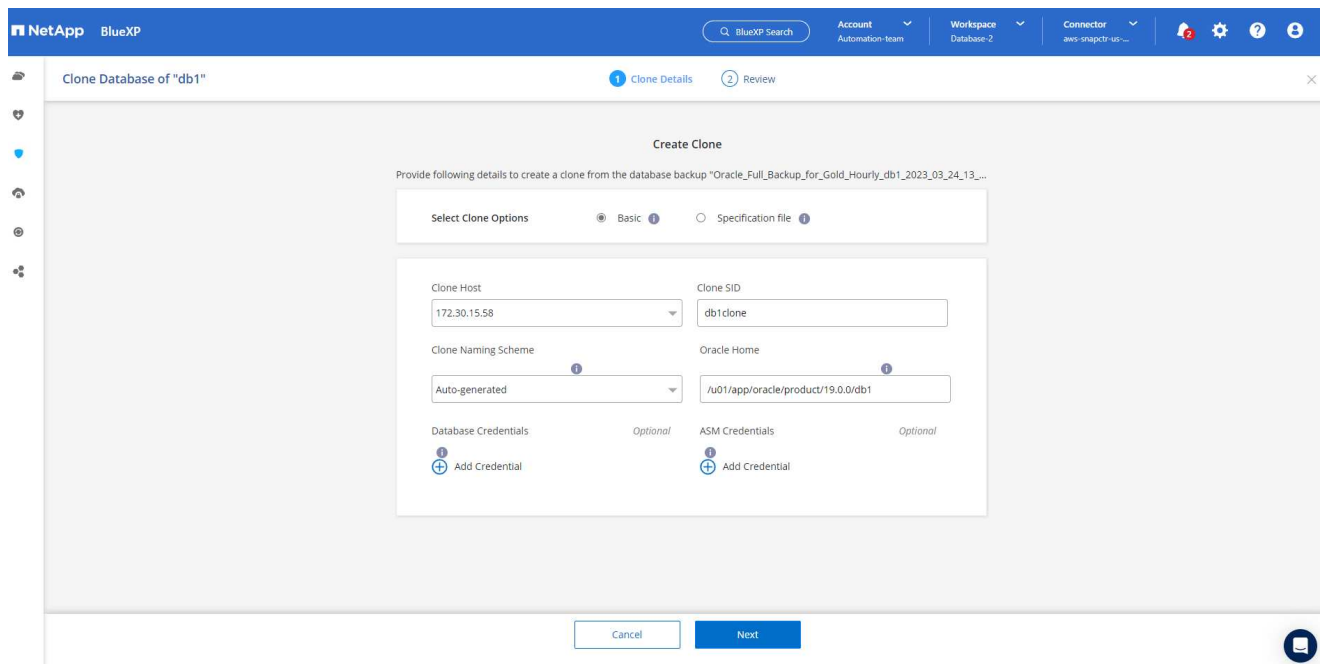 NetApp BlueXP
BlueXP Search
Account
Automation-team
Workspace
Database-2
Connector
aws-snapctr-us-...
2
Clone Database of "db1"
1 Clone Details
2 Review
Create Clone
Provide following details to create a clone from the database backup "Oracle_Full_Backup_for_Gold_Hourly_db1_2023_03_24_13_...
Select Clone Options
Basic
Specification file
Clone Host
Clone SID
172.30.15.58
db1clone
Clone Naming Scheme
Oracle Home
Auto-generated
/u01/app/oracle/product/19.0.0/db1
Database Credentials Optional
ASM Credentials Optional
Add Credential
Add Credential
Cancel
Next